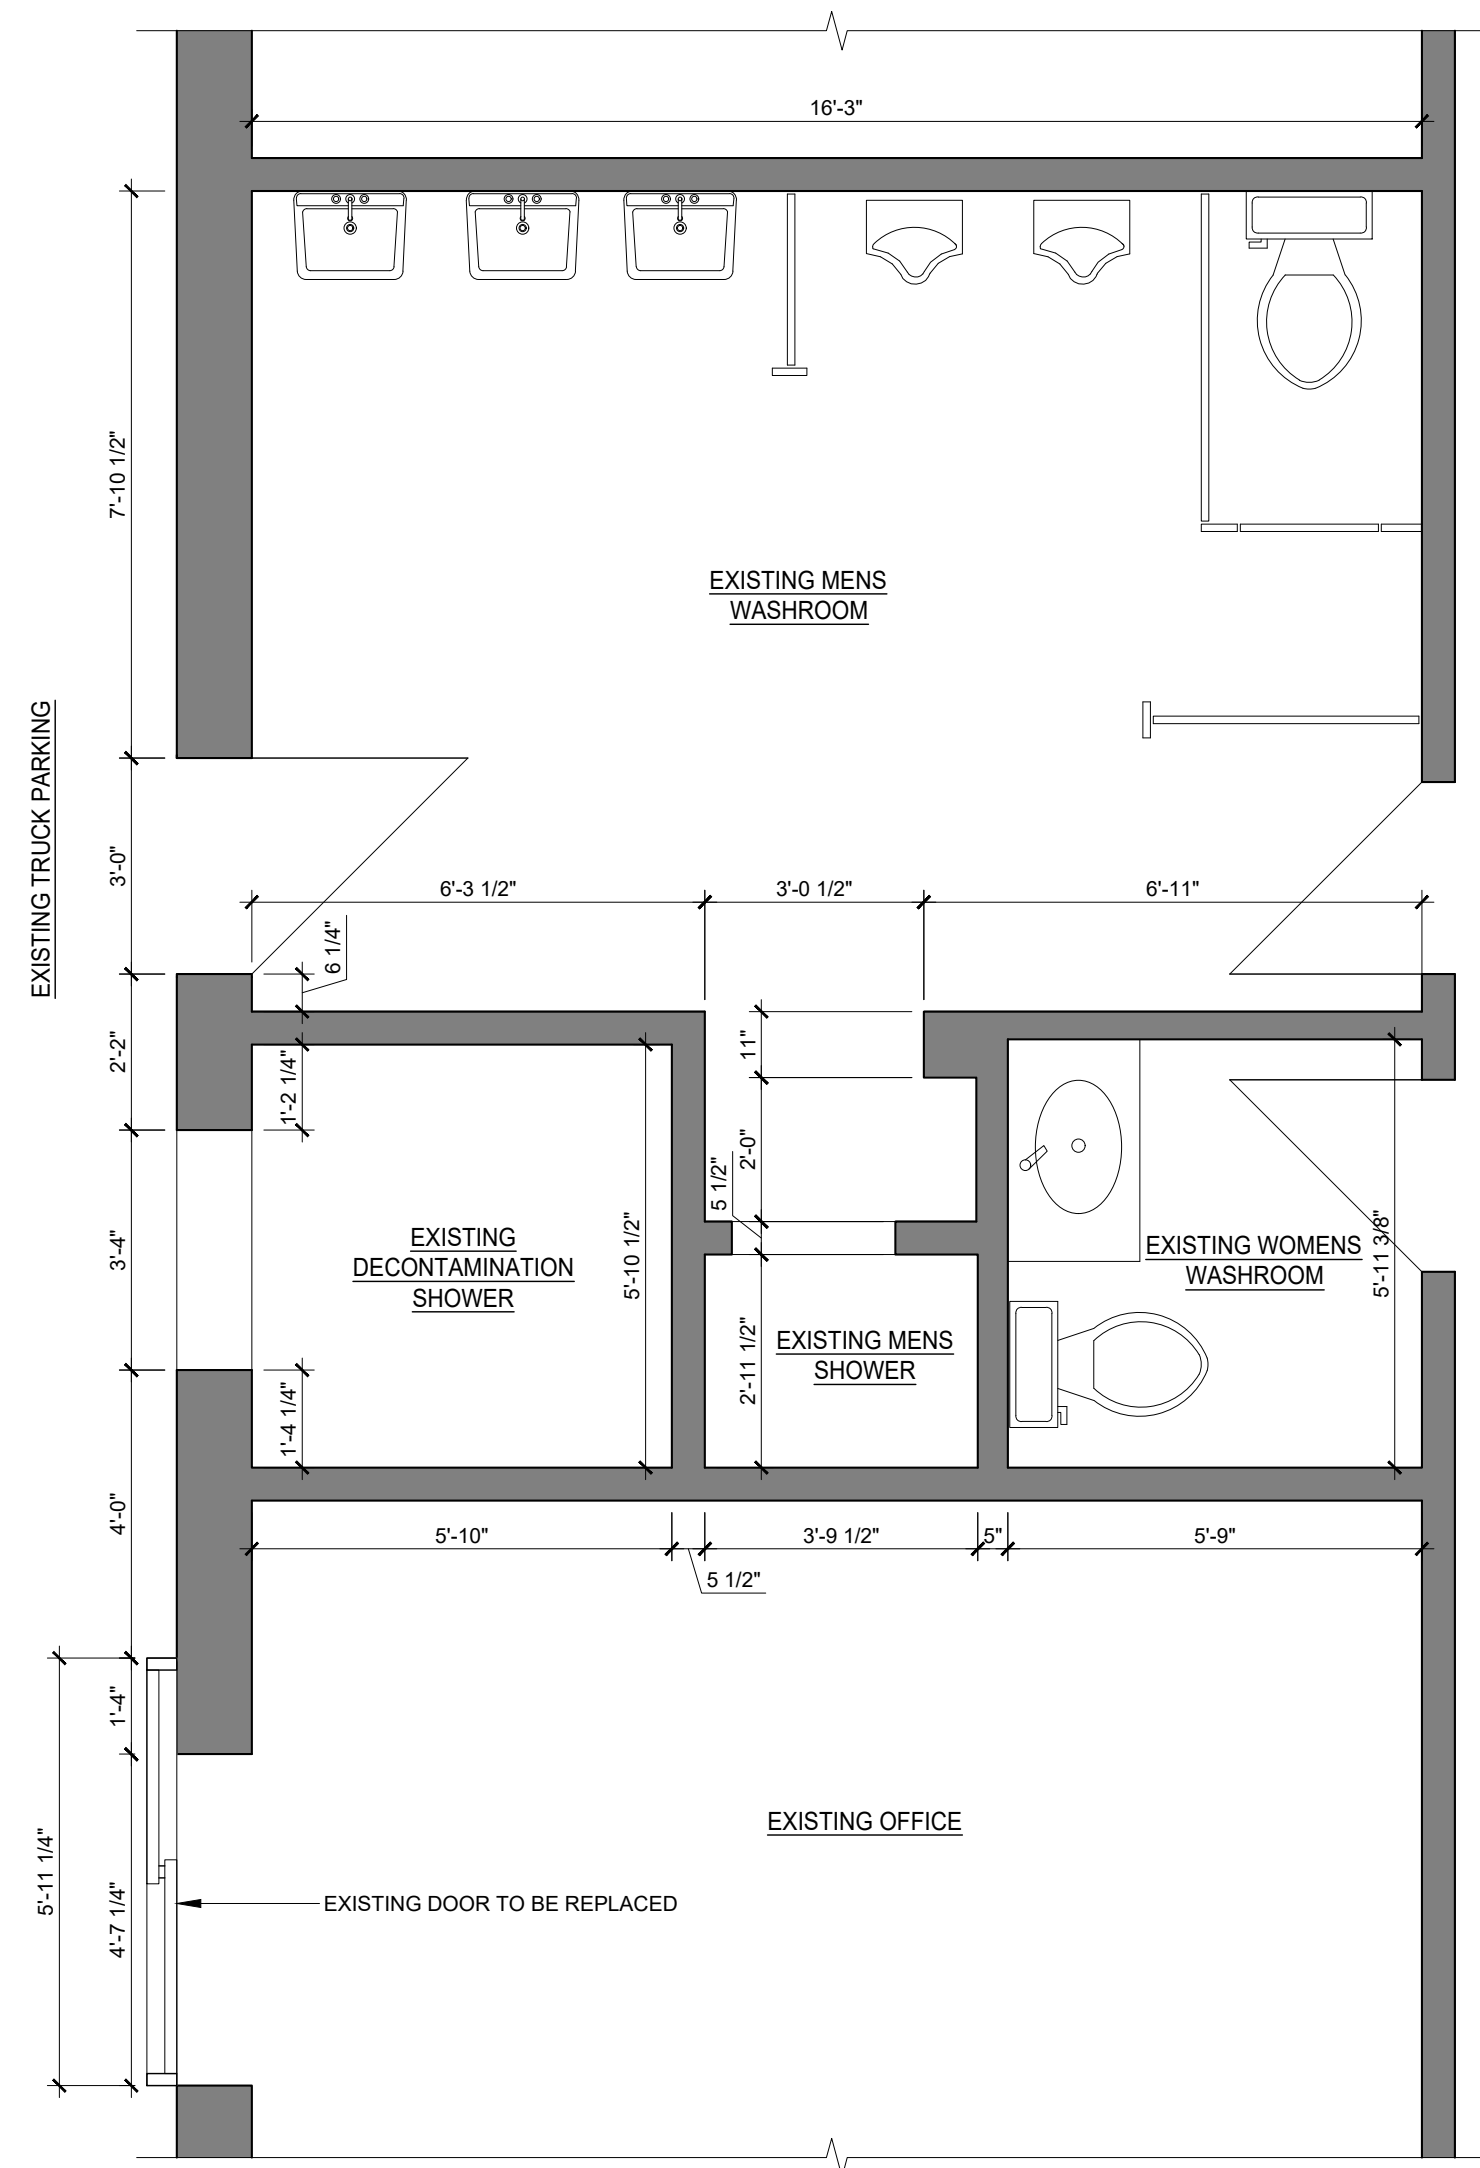 16'-3"
7'-10 1/2"
EXISTING MENS
WASHROOM
EXISTING TRUCK PARKING
3'-0"
6'-3 1/2"
3'-0 1/2"
6'-11"
6 1/4"
2'-2"
1'-2 1/4"
11"
2'-0"
5 1/2"
3'-4"
EXISTING
DECONTAMINATION
SHOWER
5'-10 1/2"
EXISTING WOMENS
WASHROOM
5'-11 3/8"
EXISTING MENS
SHOWER
2'-11 1/2"
1'-4 1/4"
4'-0"
5'-10"
5 1/2"
3'-9 1/2"
5"
5'-9"
1'-4"
EXISTING OFFICE
5'-11 1/4"
4'-7 1/4"
EXISTING DOOR TO BE REPLACED